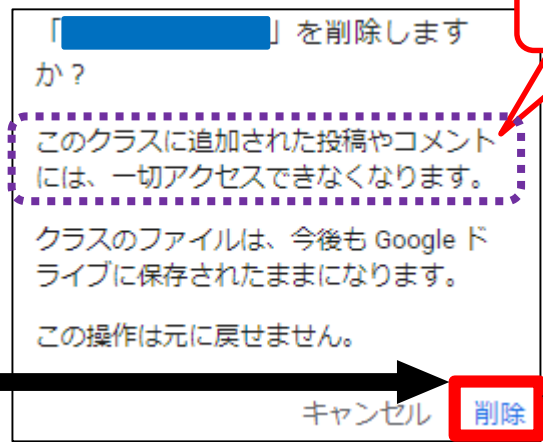 「」を削除します
か？
このクラスに追加された投稿やコメント
には、一切アクセスできなくなります。
クラスのファイルは、今後も Google ド
ライブに保存されたままになります。
この操作は元に戻せません。
キャンセル 削除